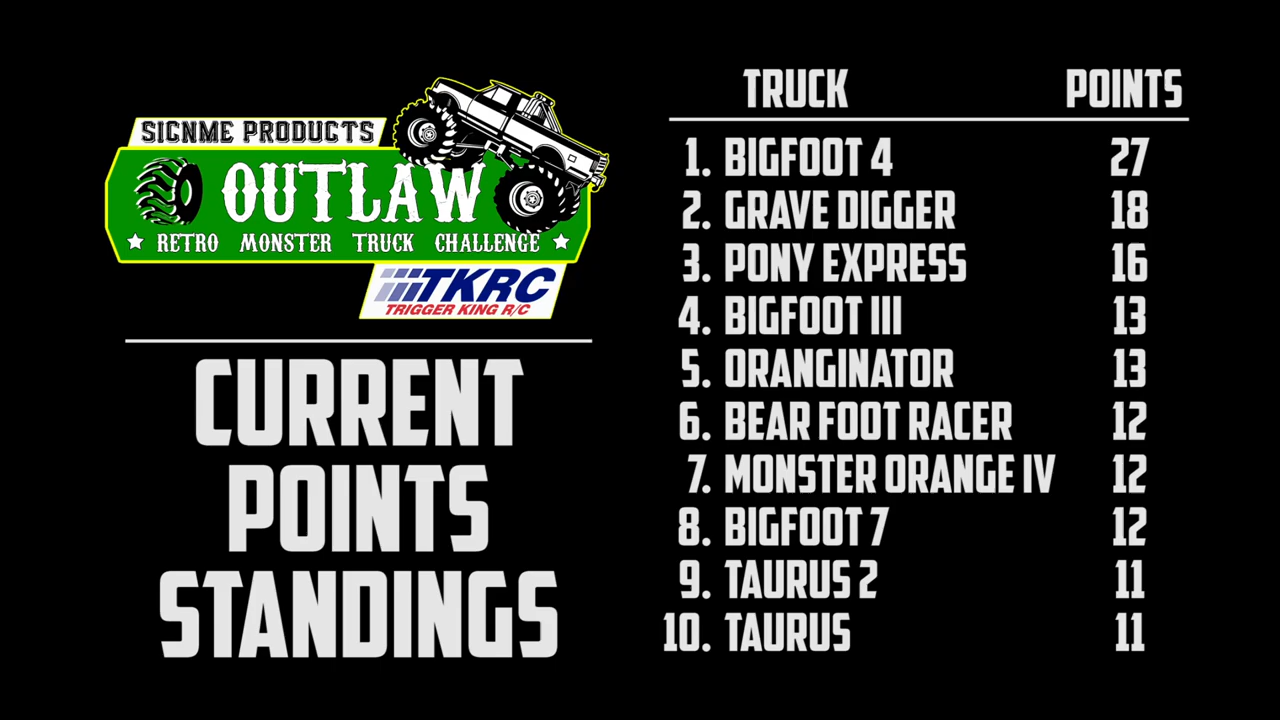 SICNME PRODUCTS
OUTLAW
RETRO MONSTER TRUCK CHALLENGE
TKRC
TRIGGER KING R/C
CURRENT
POINTS
STANDINGS
TRUCK POINTS
1. BIGFOOT 4 27
2. GRAVE DIGGER 18
3. PONY EXPRESS 16
4. BIGFOOT III 13
5. ORANGINATOR 13
6. BEAR FOOT RACER 12
7. MONSTER ORANGE IV 12
8. BIGFOOT 7 12
9. TAURUS 2 11
10. TAURUS 11